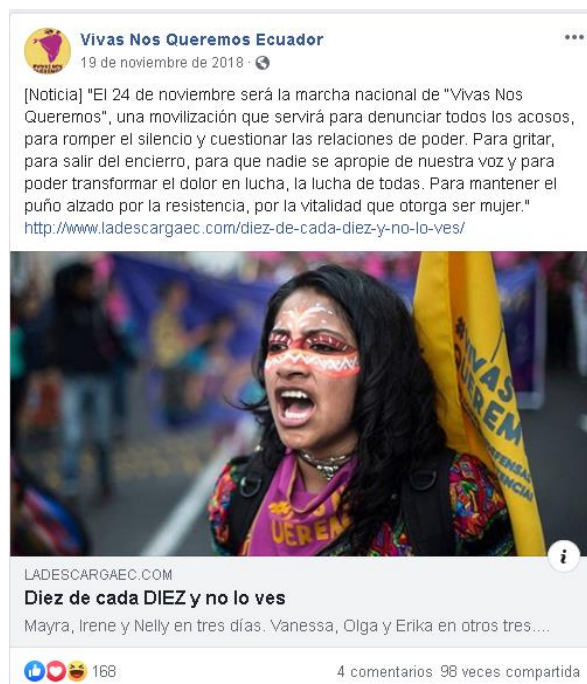 Vivas Nos Queremos Ecuador
19 de noviembre de 2018 ·
[Noticia] "El 24 de noviembre será la marcha nacional de "Vivas Nos
Queremos", una movilización que servirá para denunciar todos los acosos,
para romper el silencio y cuestionar las relaciones de poder. Para gritar,
para salir del encierro, para que nadie se apropie de nuestra voz y para
poder transformar el dolor en lucha, la lucha de todas. Para mantener el
puño alzado por la resistencia, por la vitalidad que otorga ser mujer."
http://www.ladescargaec.com/diez-de-cada-diez-y-no-lo-ves/
VIVAS
QUEREM
QUEREM
LADESCARGAEC.COM
Diez de cada DIEZ y no lo ves
Mayra, Irene y Nelly en tres días. Vanessa, Olga y Erika en otros tres....
168
4 comentarios 98 veces compartida